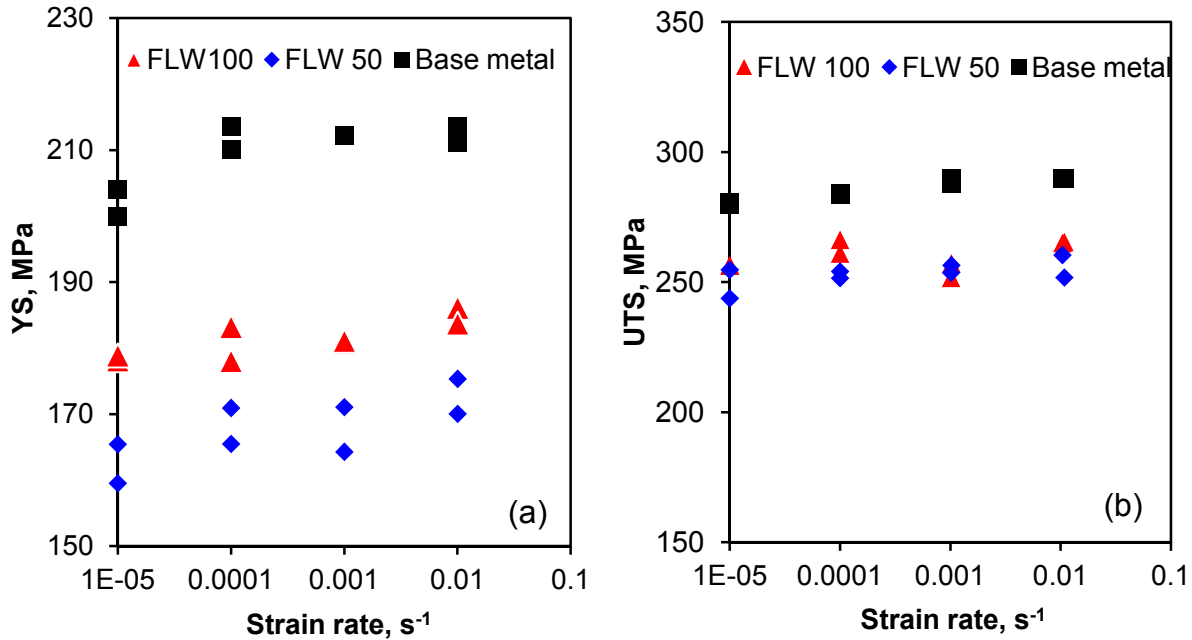 230
210
190
170
150
YS, MPa
FLW100 FLW 50 Base metal
(a)
1E-05 0.0001 0.001 0.01 0.1
Strain rate, s-1
350
300
250
200
150
UTS, MPa
FLW 100 FLW 50 Base metal
(b)
1E-05 0.0001 0.001 0.01 0.1
Strain rate, s-1